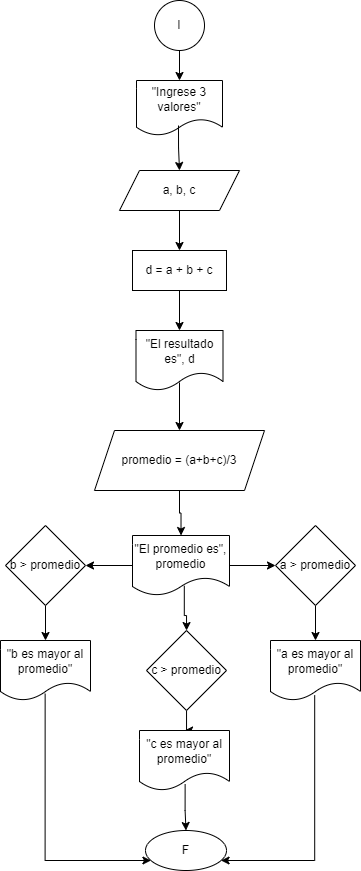 I
"Ingrese 3
valores"
a, b, c
d = a + b + c
"El resultado
es", d
promedio = (a+b+c)/3
b > promedio
"El promedio es",
promedio
a > promedio
"b es mayor al
promedio"
c > promedio
"a es mayor al
promedio"
"c es mayor al
promedio"
F